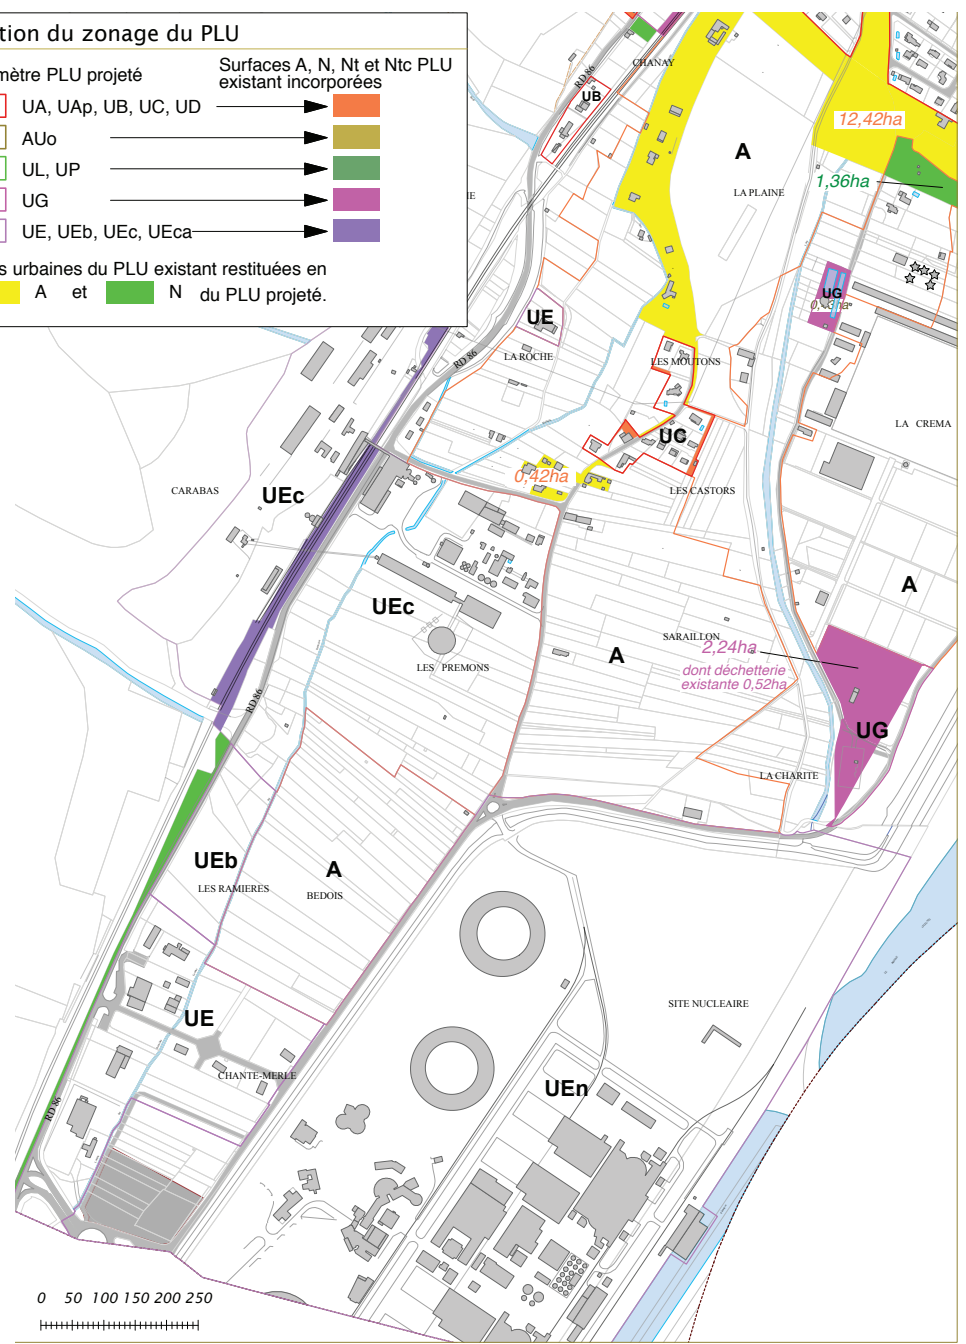 tion du zonage du PLU
mètre PLU projeté
Surfaces A, N, Nt et Ntc PLU
existant incorporées
UA, UAp, UB, UC, UD
AUo
UL, UP
UG
UE, UEb, UEc, UEca
s urbaines du PLU existant restituées en
A et N du PLU projeté.
CHANAY
RD 86
UB
12,42ha
A
1,36ha
LA PLAINE
IE
UG
UE
RD 86
LA ROCHE
LES MOUTONS
LA CREMA
UC
0,42ha
CARABAS
UEc
LES CASTORS
A
UEc
SARAILLON
2,24ha
A
LES PREMONS
dont déchetterie
existante 0,52ha
RD 86
UG
LA CHARITE
UEb
A
LES RAMIERES
BEDOIS
SITE NUCLEAIRE
UE
CHANTE-MERLE
UEn
RD 86
0 50 100 150 200 250